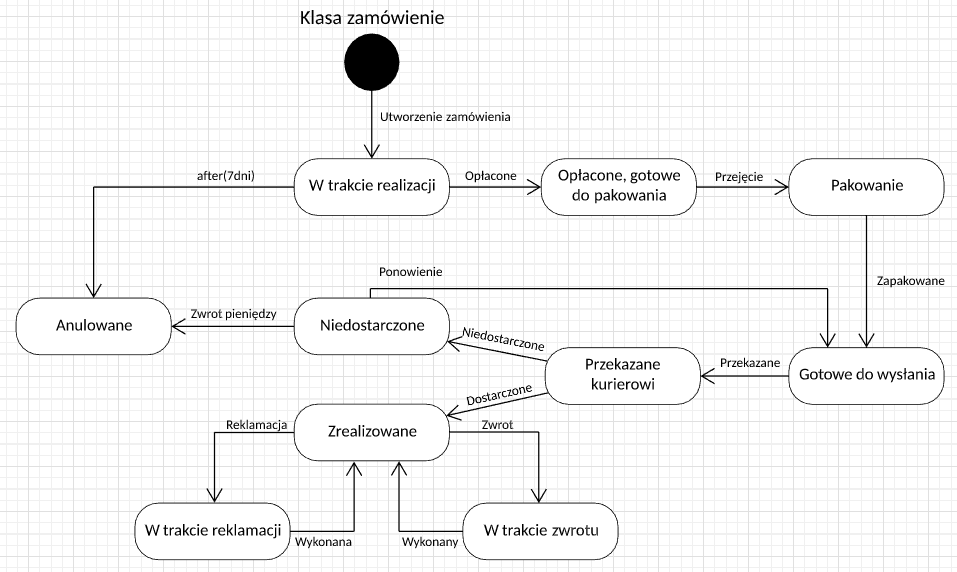 Klasa zamówienie
Utworzenie zamówienia
after(7dni)
W trakcie realizacji
Opłacone
Opłacone, gotowe
do pakowania
Przejęcie
Pakowanie
Ponowienie
Zapakowane
Anulowane
Zwrot pieniędzy
Niedostarczone
Niedostarczone
Przekazane
kurierowi
Przekazane
Gotowe do wysłania
Dostarczone
Reklamacja
Zrealizowane
Zwrot
W trakcie reklamacji
Wykonana
Wykonany
W trakcie zwrotu